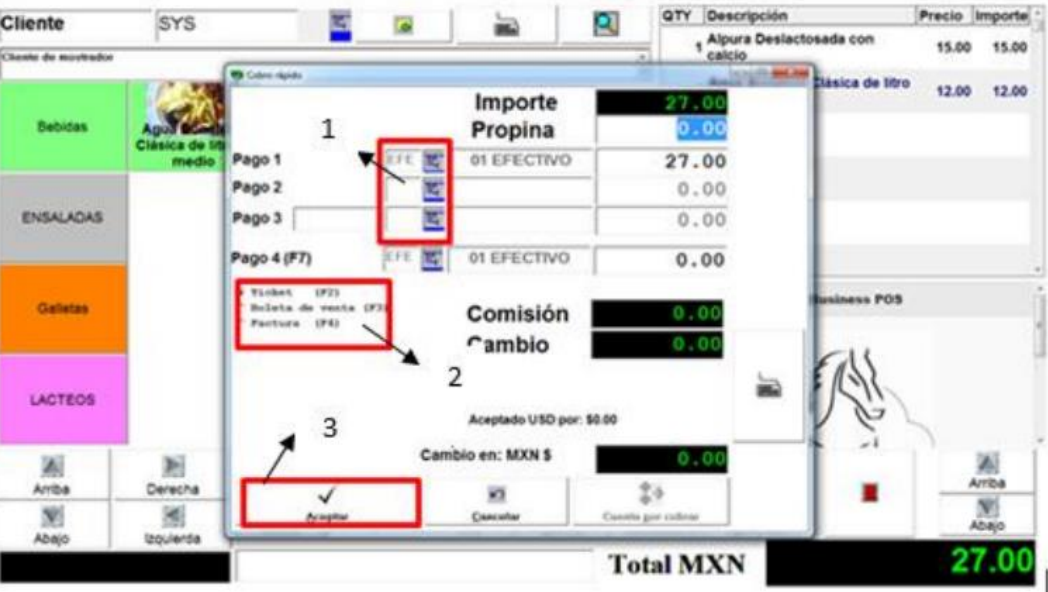 Cliente
SYS
Cliente de mostrador
QTY Descripción Precio Importe
1 Alpura Deslactosada con calcio 15.00 15.00
Clásica de litro 12.00 12.00
Bebidas
Clásica de
medio
ENSALADAS
Galletas
LACTEOS
Cobro rápido
Importe 27.00
Propina 0.00
1
Pago 1 EFE 01 EFECTIVO 27.00
Pago 2 0.00
Pago 3 0.00
Pago 4 (F7) EFE 01 EFECTIVO 0.00
Ticket (F2)
Boleta de venta (F3)
Factura (F4)
2
Comisión 0.00
Cambio 0.00
Business POS
Aceptado USD por: $0.00
3
Cambio en: MXN $ 0.00
Aceptar
Cancelar
Cuenta por cobrar
Arriba
Derecha
Abajo
Izquierda
Arriba
Abajo
Total MXN 27.00